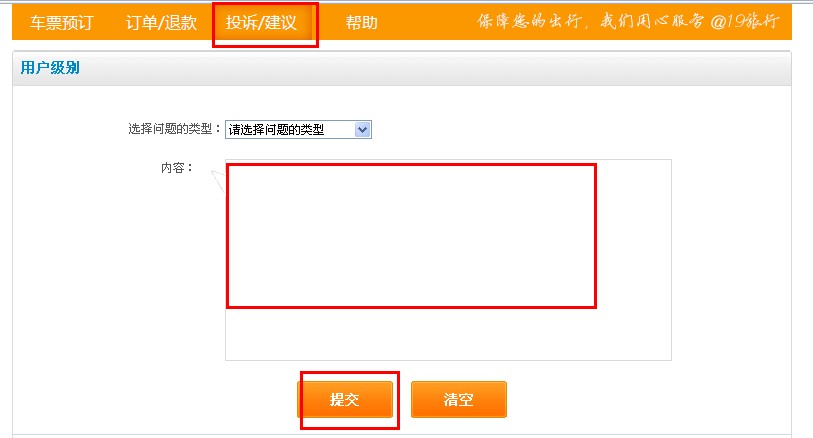 车票预订 订单/退款 投诉/建议 帮助 保障您的出行，我们用心服务 @19旅行
用户级别
选择问题的类型： 请选择问题的类型
内容：
提交 清空